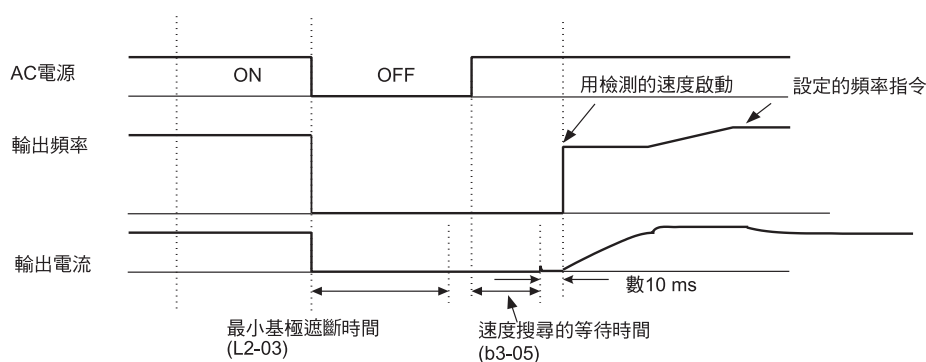 AC電源
ON
OFF
用檢測的速度啟動
設定的頻率指令
輸出頻率
輸出電流
數10 ms
最小基極遮斷時間
(L2-03)
速度搜尋的等待時間
(b3-05)